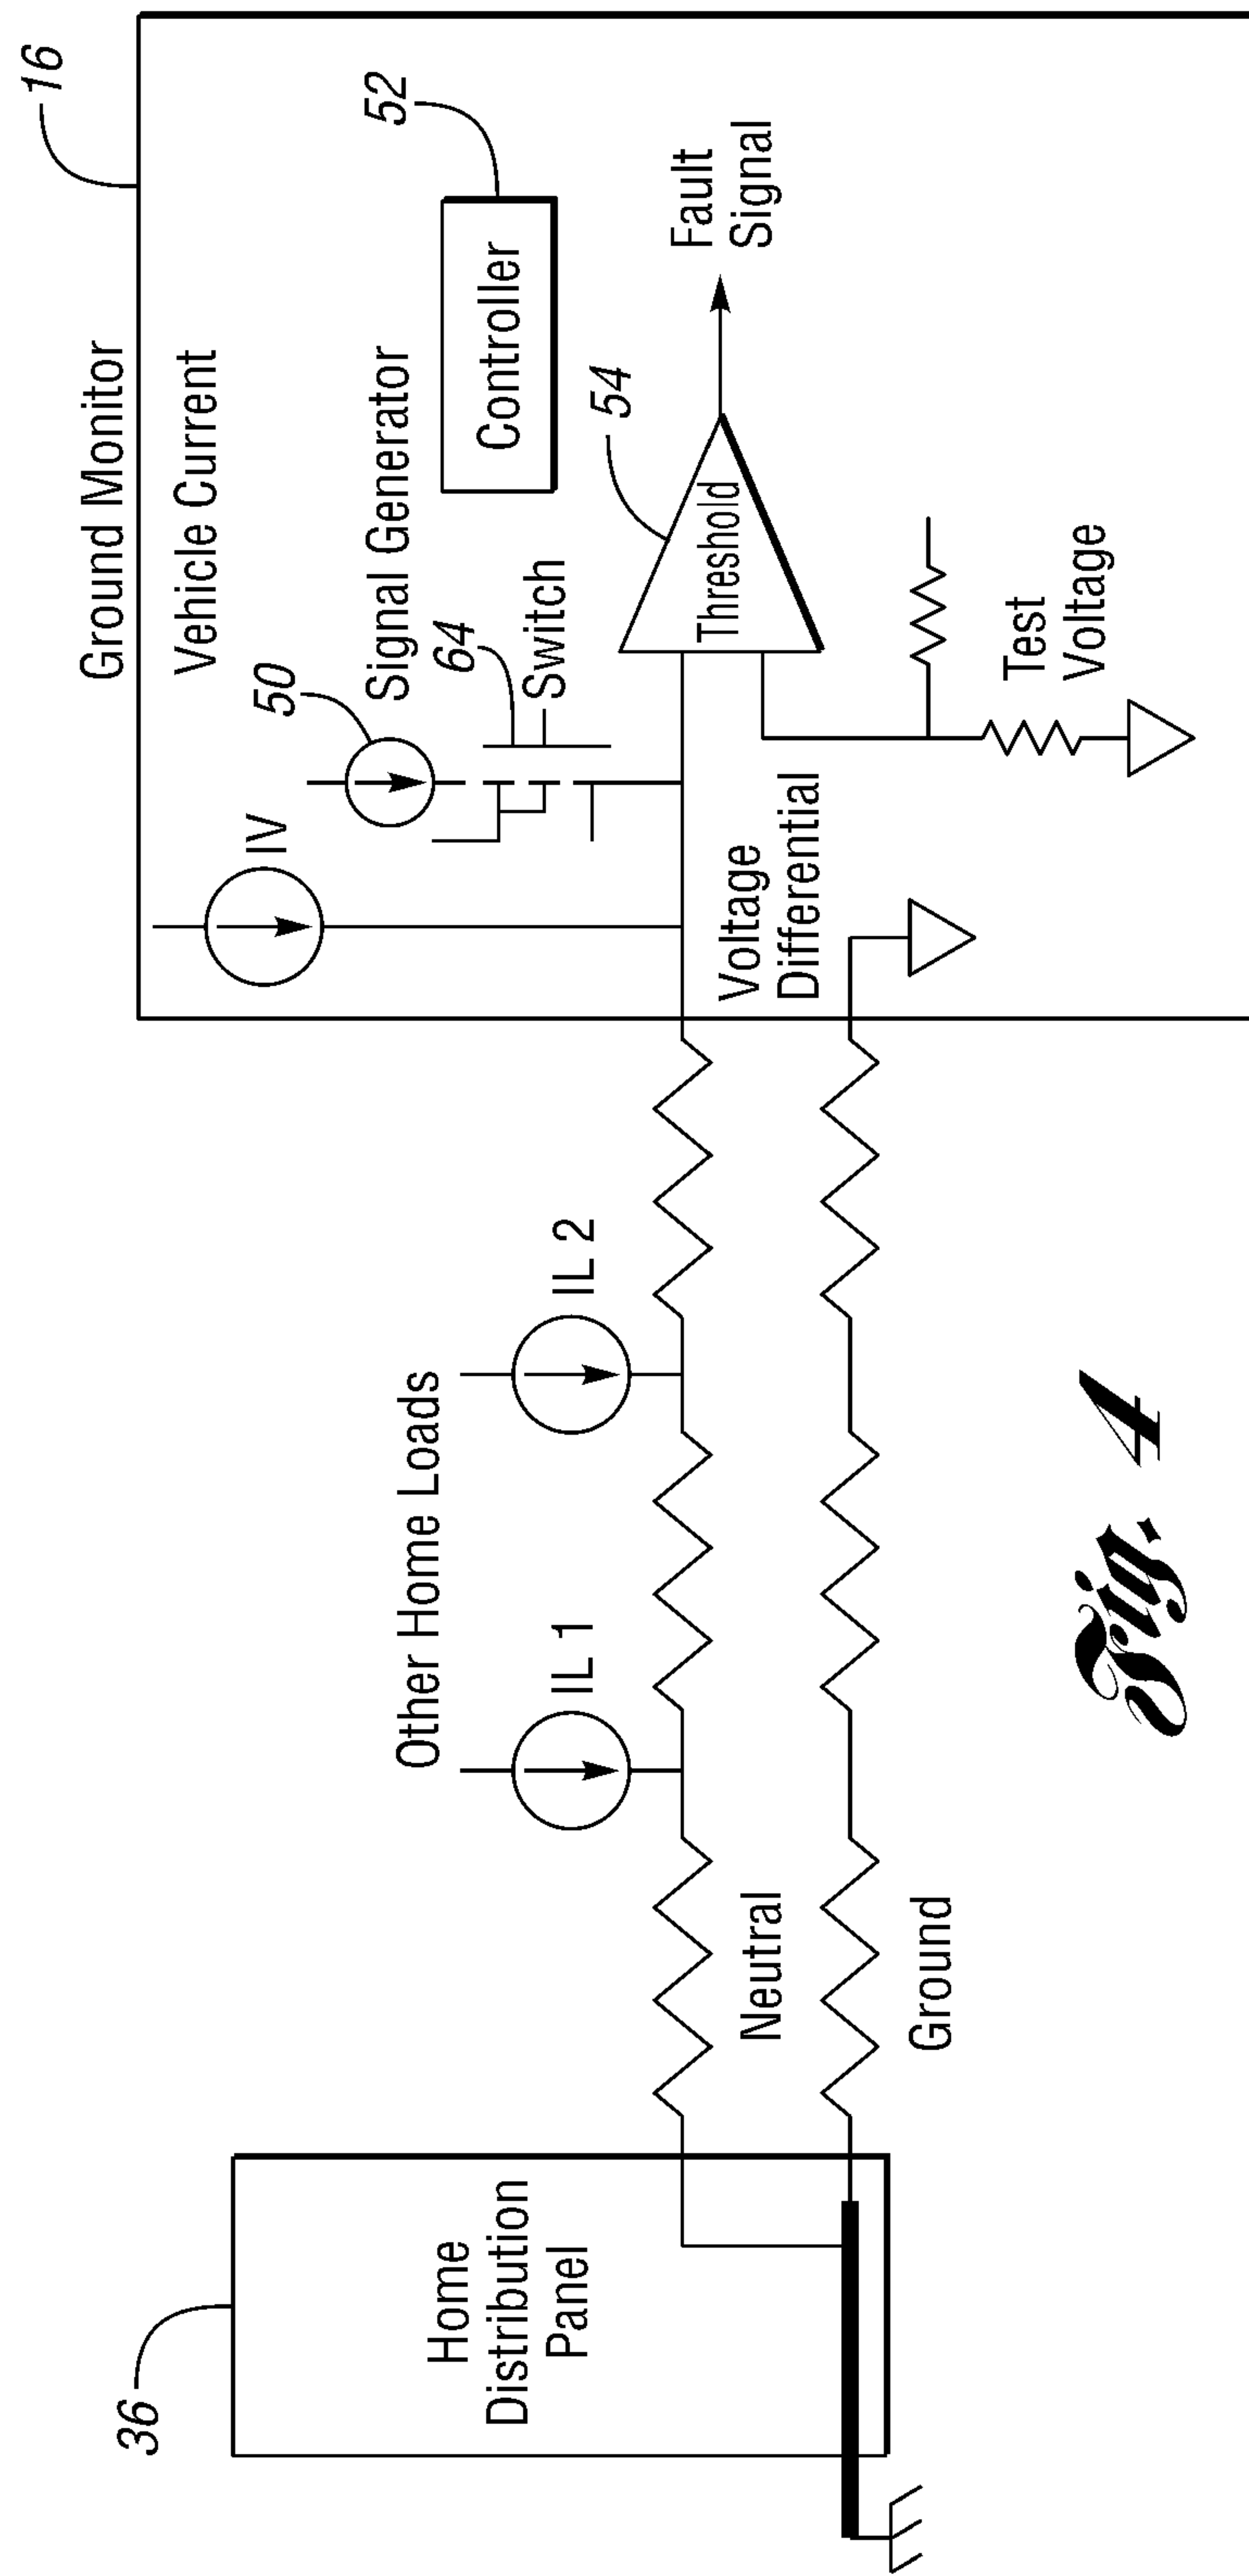 36
Home
Distribution
Panel
Other Home Loads
IL 1
IL 2
Neutral
Ground
Ground Monitor
16
Vehicle Current
IV
50
Signal Generator
64
Switch
52
Controller
54
Threshold
Fault
Signal
Voltage
Differential
Test
Voltage
Fig. 4